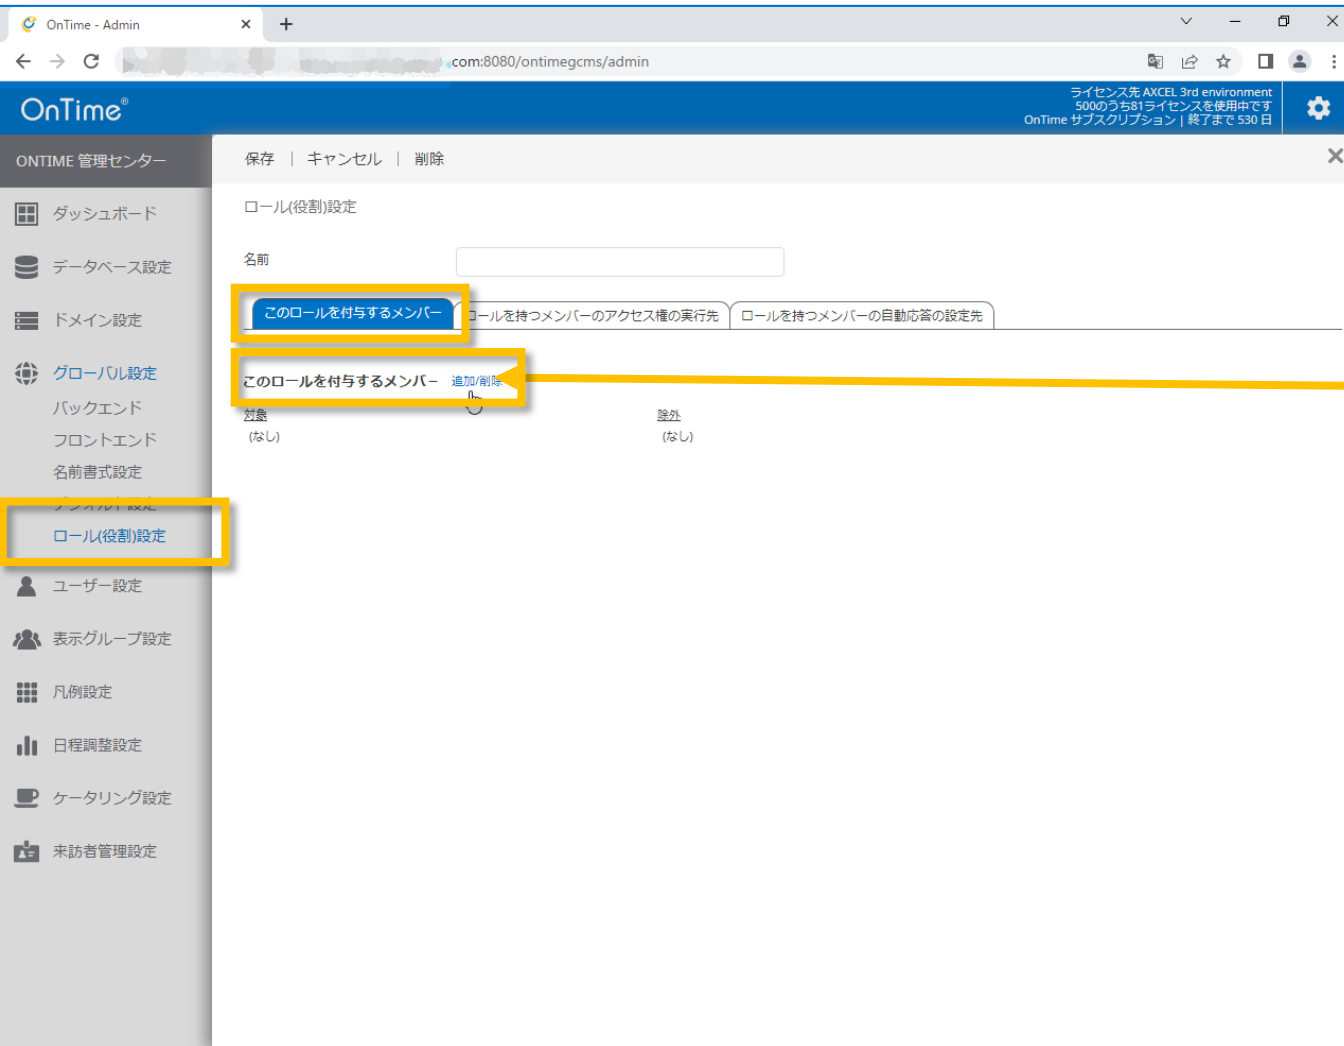 OnTime - Admin
.com:8080/ontimegcms/admin
OnTime®
ライセンス先 AXCEL 3rd environment
500のうち81ライセンスを使用中です
OnTime サブスクリプション | 終了まで 530 日
ONTIME 管理センター
保存 | キャンセル | 削除
ダッシュボード
データベース設定
ドメイン設定
グローバル設定
バックエンド
フロントエンド
名前書式設定
ロール(役割)設定
ユーザー設定
表示グループ設定
凡例設定
日程調整設定
ケータリング設定
来訪者管理設定
ロール(役割)設定
名前
このロールを付与するメンバー
ロールを持つメンバーのアクセス権の実行先
ロールを持つメンバーの自動応答の設定先
このロールを付与するメンバー 追加/削除
対象
除外
(なし)
(なし)